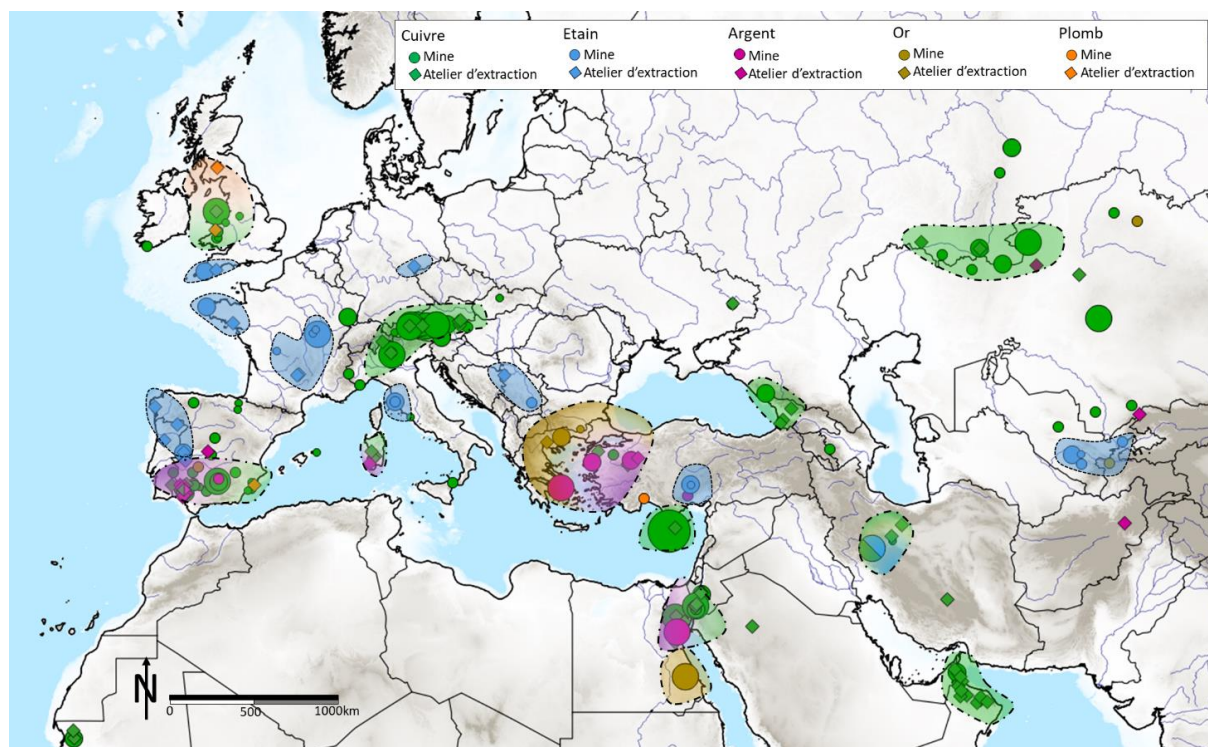 Cuivre Etain Argent Or Plomb
Mine Mine Mine Mine Mine
Atelier d'extraction Atelier d'extraction Atelier d'extraction Atelier d'extraction Atelier d'extraction
N
0 500 1000km